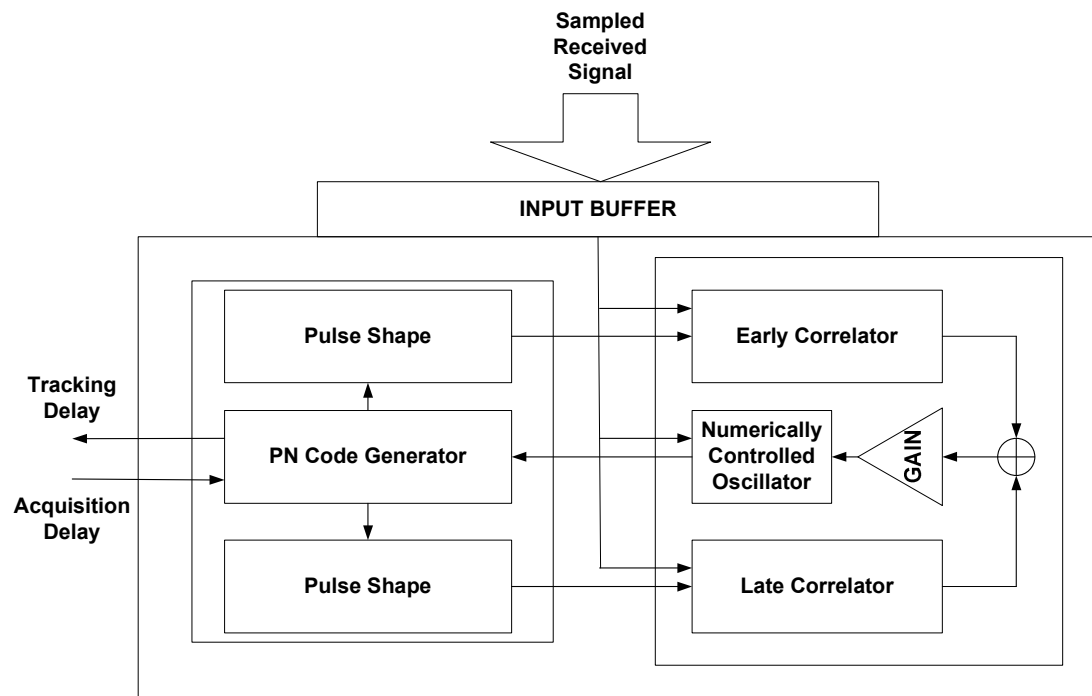 Sampled
Received
Signal
INPUT BUFFER
Pulse Shape
Early Correlator
Tracking
Delay
PN Code Generator
Numerically
Controlled
Oscillator
GAIN
Acquisition
Delay
Pulse Shape
Late Correlator